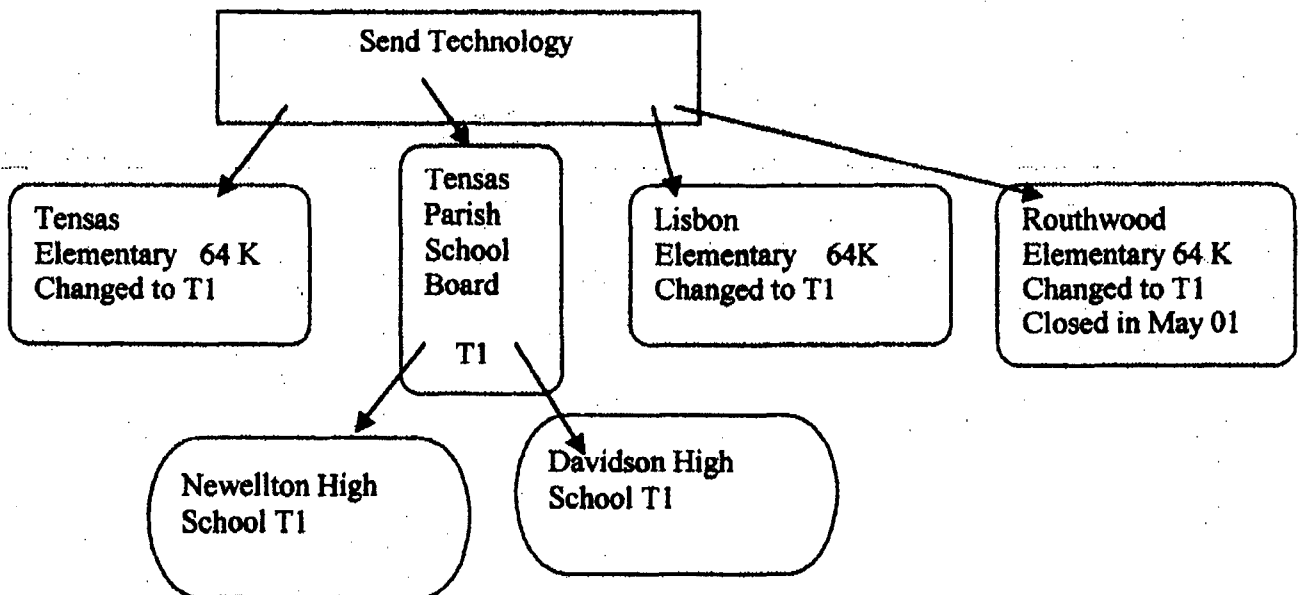 Send Technology
Tensas
Elementary 64 K
Changed to T1
Tensas
Parish
School
Board
T1
Lisbon
Elementary 64K
Changed to T1
Routhwood
Elementary 64 K
Changed to T1
Closed in May 01
Newellton High
School T1
Davidson High
School T1